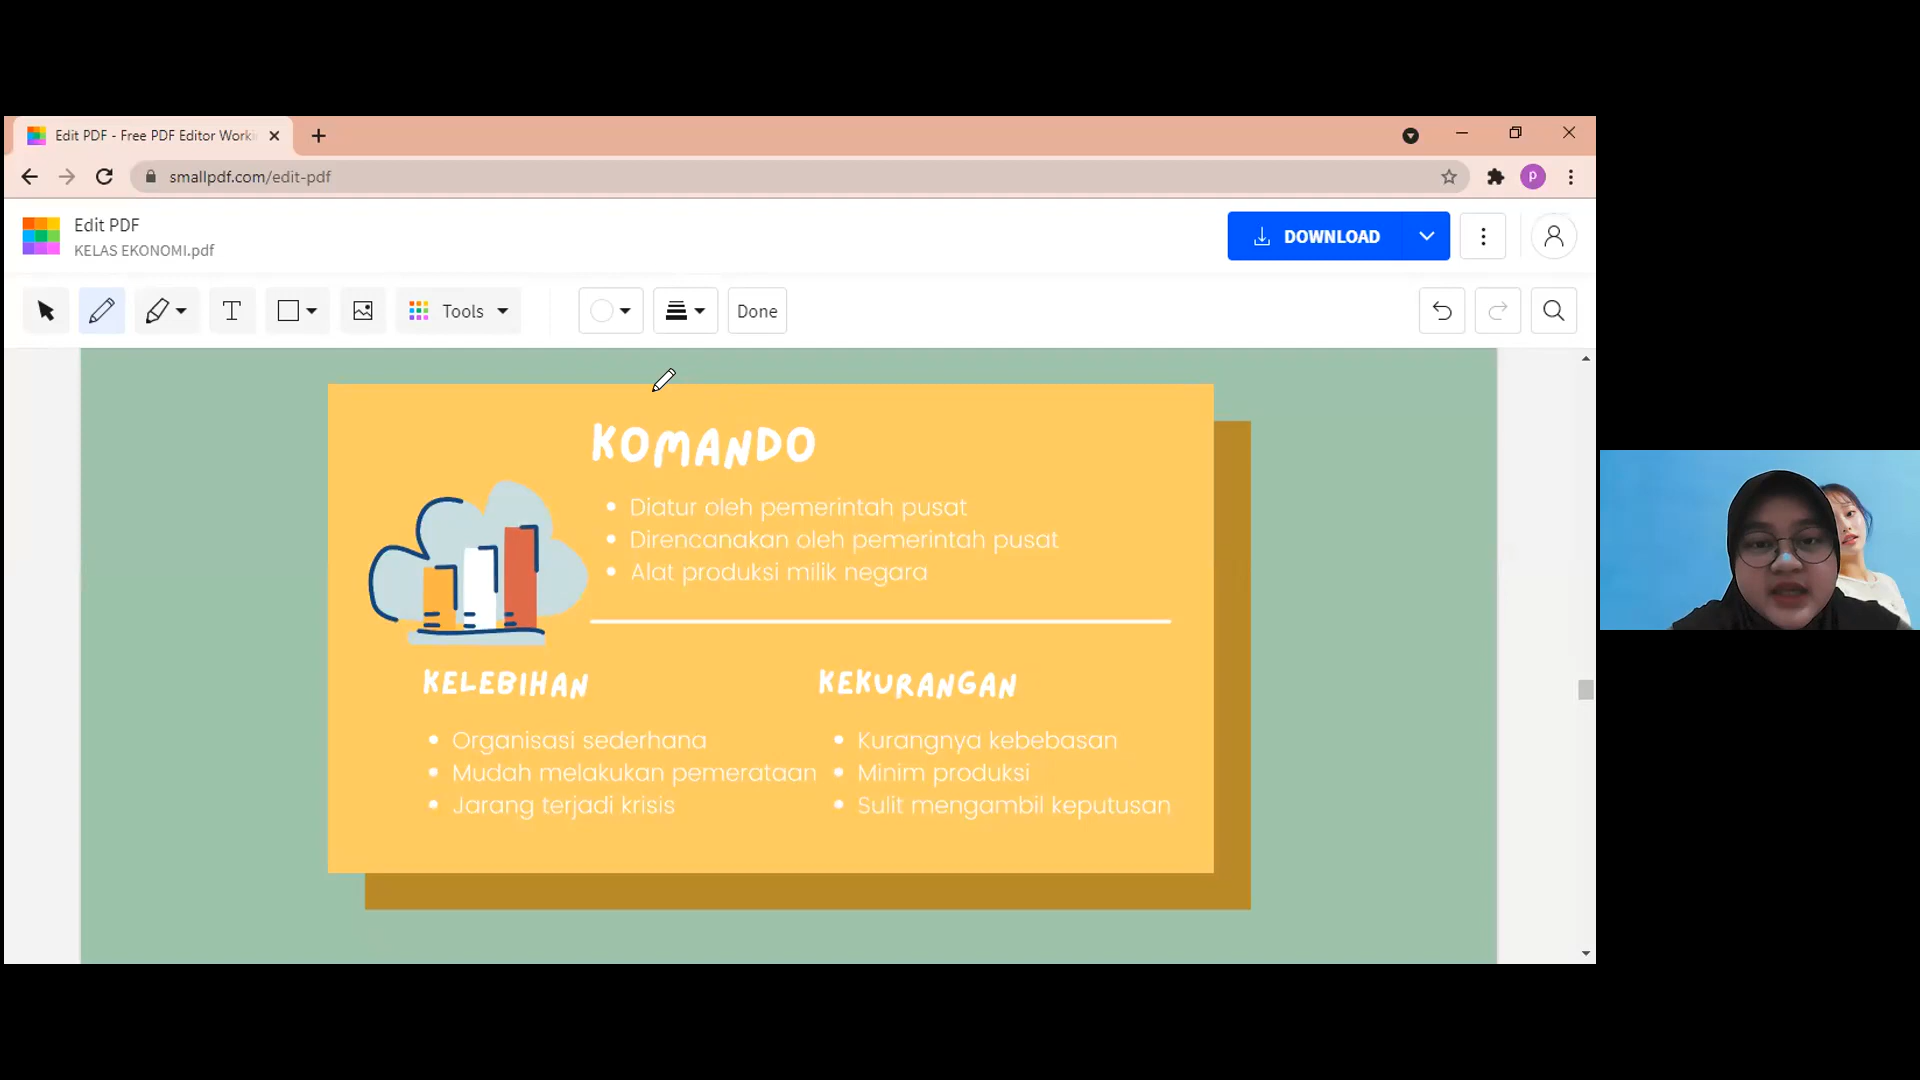 Edit PDF - Free PDF Editor Worki
smallpdf.com/edit-pdf
P
Edit PDF
KELAS EKONOMI.pdf
DOWNLOAD
T
Tools
Done
KOMANDO
• Diatur oleh pemerintah pusat
• Direncanakan oleh pemerintah pusat
• Alat produksi milik negara
KELEBIHAN
• Organisasi sederhana
• Mudah melakukan pemerataan
• Jarang terjadi krisis
KEKURANGAN
• Kurangnya kebebasan
• Minim produksi
• Sulit mengambil keputusan